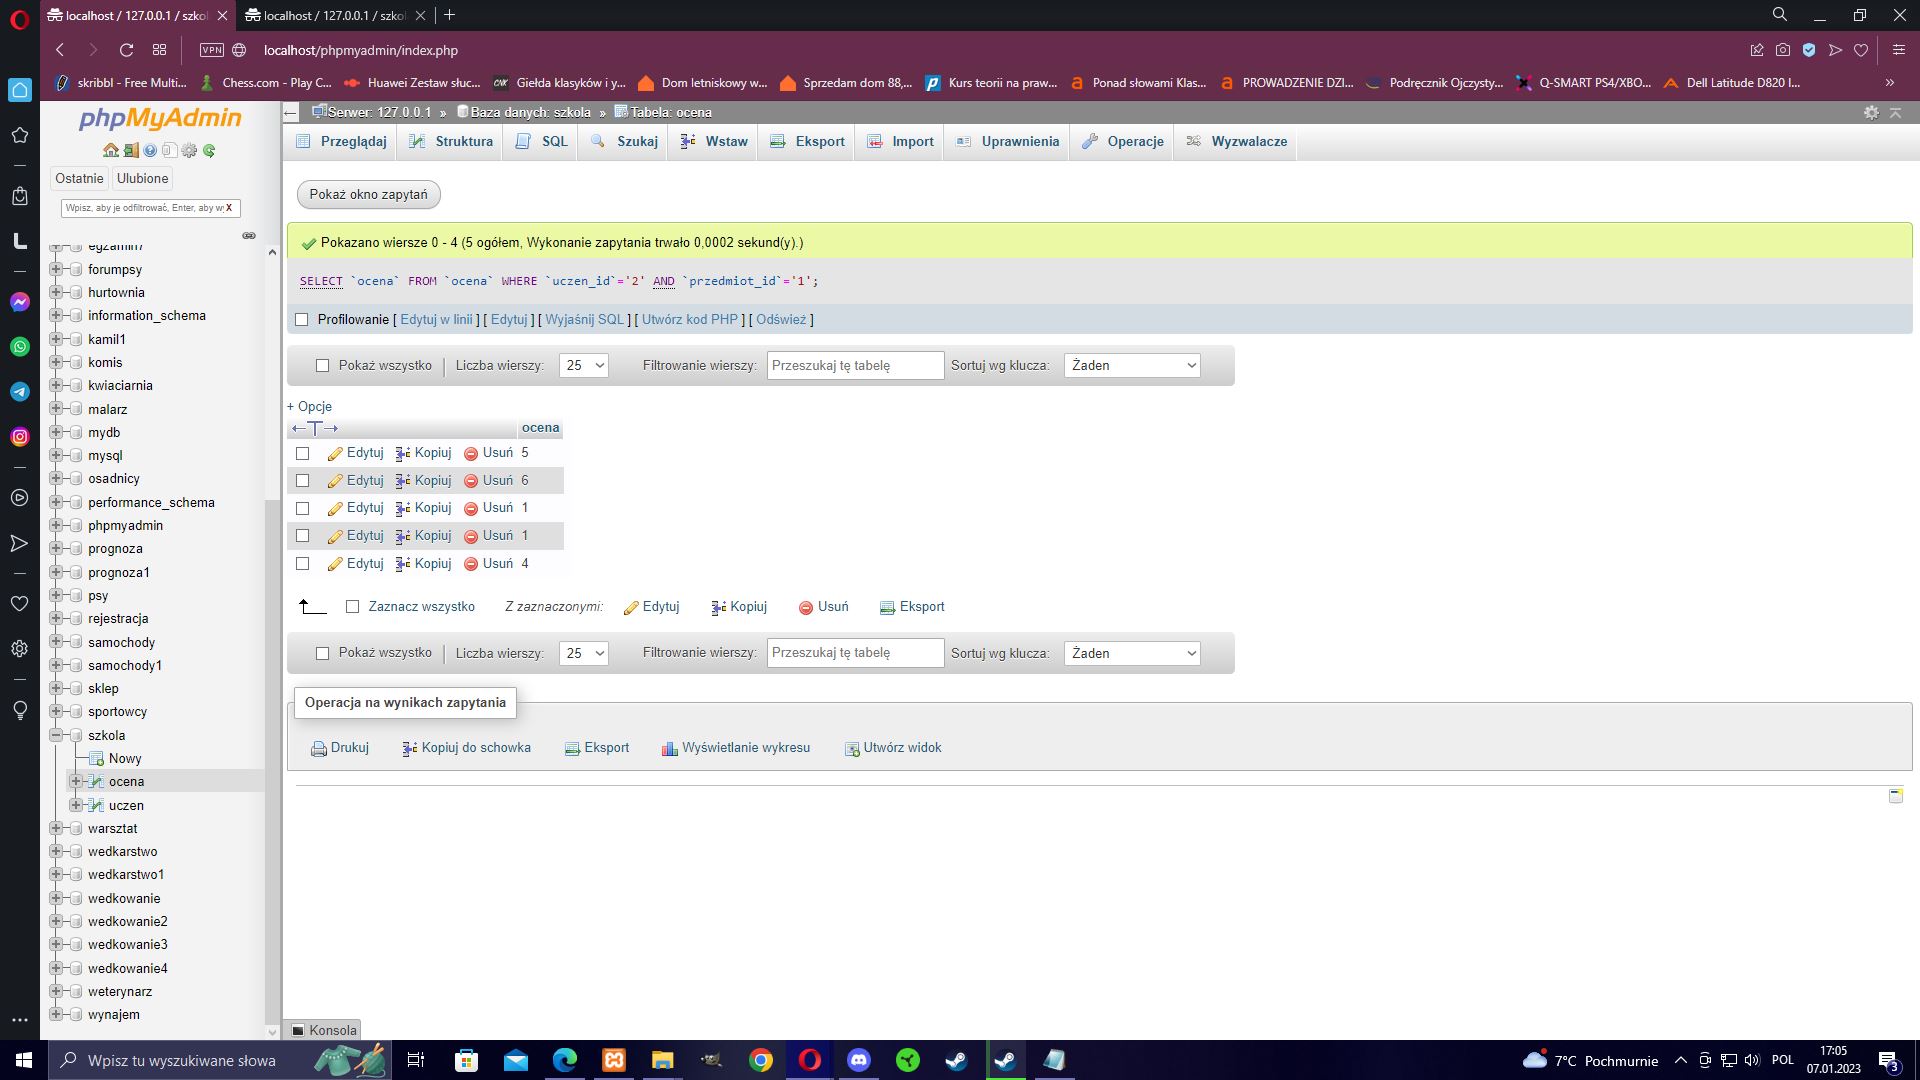 localhost / 127.0.0.1 / szko
localhost / 127.0.0.1 / szko
VPN
localhost/phpmyadmin/index.php
skribbl - Free Multi...
Chess.com - Play C...
Huawei Zestaw słuc...
Giełda klasyków i y...
Dom letniskowy w...
Sprzedam dom 88,...
Kurs teorii na praw...
Ponad słowami Klas...
PROWADZENIE DZI...
Podręcznik Ojczysty...
Q-SMART PS4/XBO...
Dell Latitude D820 I...
phpMyAdmin
Ostatnie
Ulubione
Wpisz, aby je odfiltrować, Enter, aby w
X
egzamin7
forumpsy
hurtownia
information_schema
kamil1
komis
kwiaciarnia
malarz
mydb
mysql
osadnicy
performance_schema
phpmyadmin
prognoza
prognoza1
psy
rejestracja
samochody
samochody1
sklep
sportowcy
szkola
Nowy
ocena
uczen
warsztat
wedkarstwo
wedkarstwo1
wedkowanie
wedkowanie2
wedkowanie3
wedkowanie4
weterynarz
wynajem
Serwer: 127.0.0.1 » Baza danych: szkola » Tabela: ocena
Przeglądaj
Struktura
SQL
Szukaj
Wstaw
Eksport
Import
Uprawnienia
Operacje
Wyzwalacze
Pokaż okno zapytań
Pokazano wiersze 0 - 4 (5 ogółem, Wykonanie zapytania trwało 0,0002 sekund(y).)
SELECT `ocena` FROM `ocena` WHERE `uczen_id`='2' AND `przedmiot_id`='1';
Profilowanie [ Edytuj w linii ] [ Edytuj ] [ Wyjaśnij SQL ] [ Utwórz kod PHP ] [ Odśwież ]
Pokaż wszystko
Liczba wierszy: 25
Filtrowanie wierszy: Przeszukaj tę tabelę
Sortuj wg klucza: Żaden
+ Opcje
←T→ ocena
Edytuj Kopiuj Usuń 5
Edytuj Kopiuj Usuń 6
Edytuj Kopiuj Usuń 1
Edytuj Kopiuj Usuń 1
Edytuj Kopiuj Usuń 4
Zaznacz wszystko Z zaznaczonymi: Edytuj Kopiuj Usuń Eksport
Pokaż wszystko
Liczba wierszy: 25
Filtrowanie wierszy: Przeszukaj tę tabelę
Sortuj wg klucza: Żaden
Operacja na wynikach zapytania
Drukuj
Kopiuj do schowka
Eksport
Wyświetlanie wykresu
Utwórz widok
Konsola
Wpisz tu wyszukiwane słowa
7°C Pochmurnie
POL
17:05
07.01.2023
3